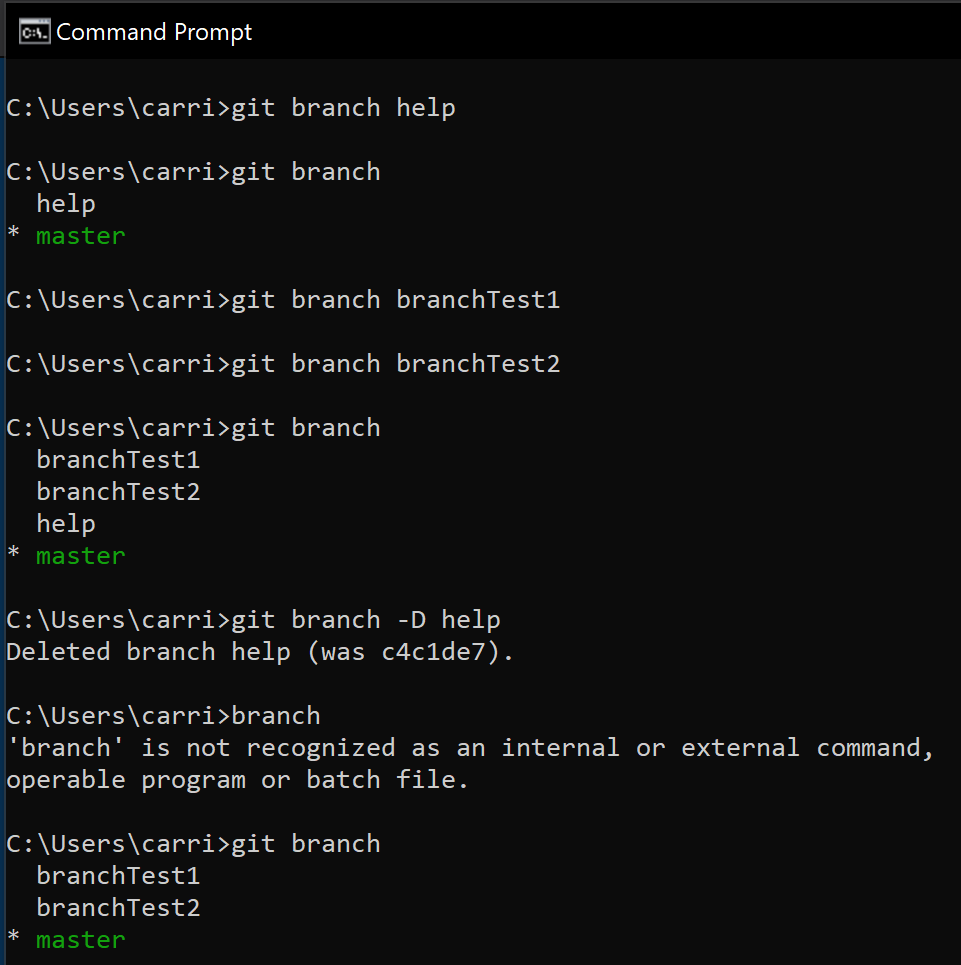 C:\. Command Prompt
C:\Users\carri>git branch help
C:\Users\carri>git branch
  help
* master
C:\Users\carri>git branch branchTest1
C:\Users\carri>git branch branchTest2
C:\Users\carri>git branch
  branchTest1
  branchTest2
  help
* master
C:\Users\carri>git branch -D help
Deleted branch help (was c4c1de7).
C:\Users\carri>branch
'branch' is not recognized as an internal or external command,
operable program or batch file.
C:\Users\carri>git branch
  branchTest1
  branchTest2
* master